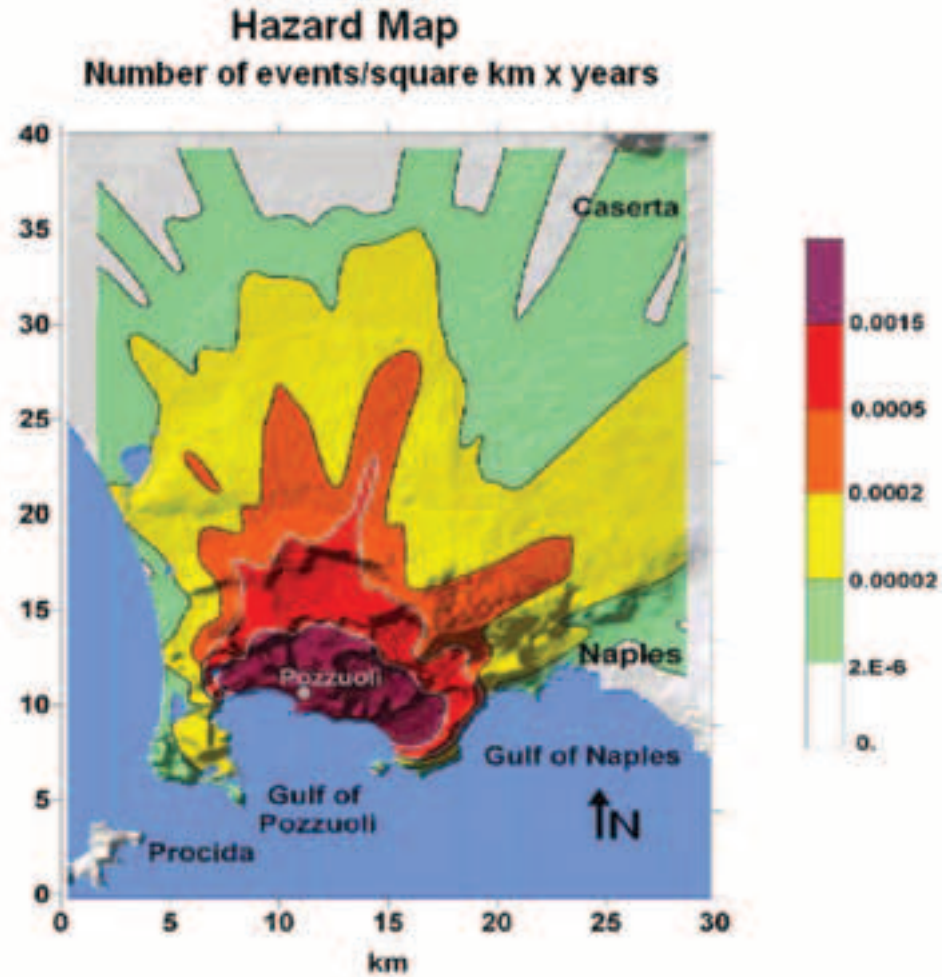 Hazard Map
Number of events/square km x years
40
35
30
25
20
15
10
5
0
0 5 10 15 20 25 30
km
Caserta
Naples
Pozzuoli
Gulf of Naples
Gulf of
Pozzuoli
N
Procida
0.0015
0.0005
0.0002
0.00002
2.E-6
0.